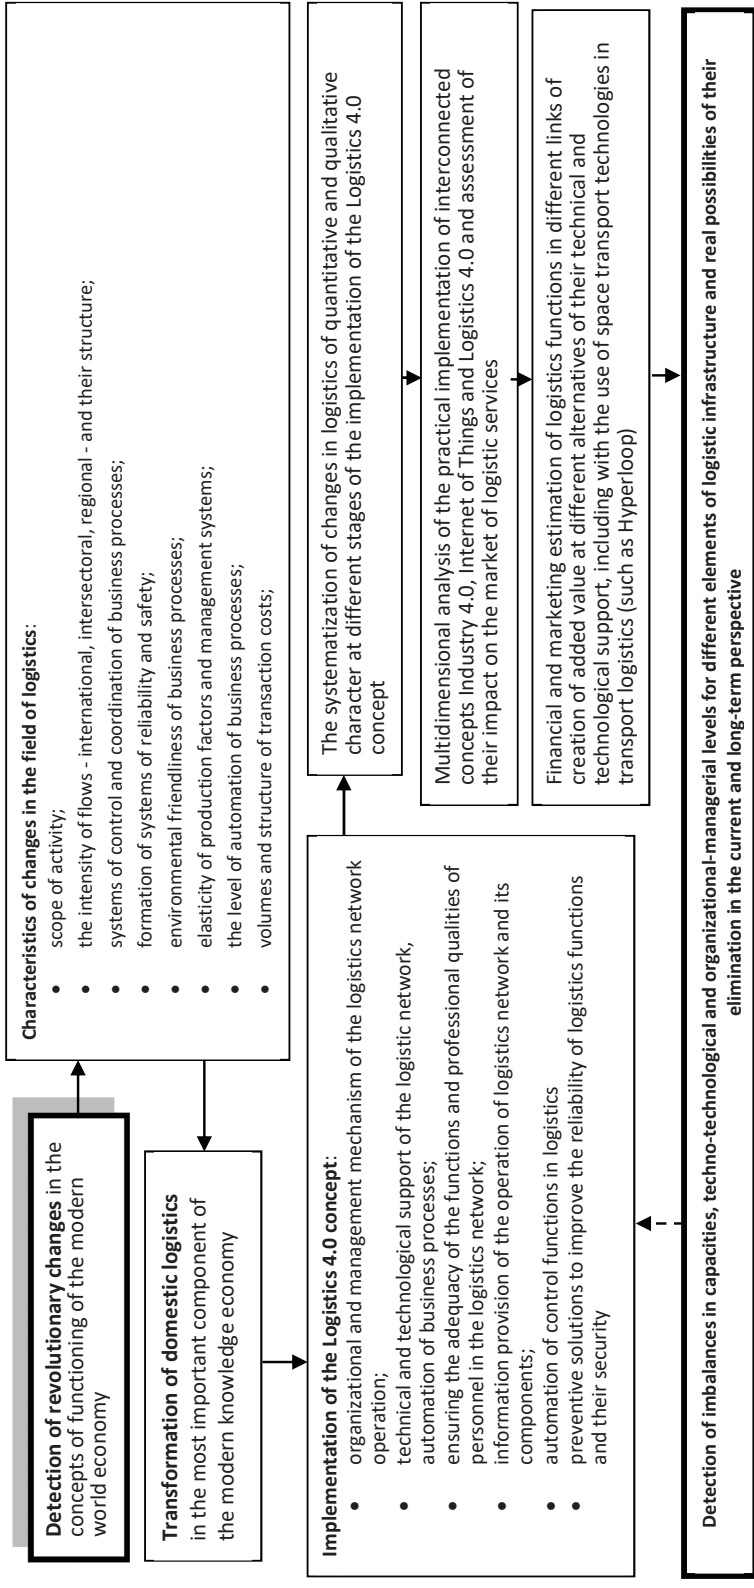 Detection of revolutionary changes in the
concepts of functioning of the modern
world economy
Characteristics of changes in the field of logistics:
• scope of activity;
• the intensity of flows - international, intersectoral, regional - and their structure;
• systems of control and coordination of business processes;
• formation of systems of reliability and safety;
• environmental friendliness of business processes;
• elasticity of production factors and management systems;
• the level of automation of business processes;
• volumes and structure of transaction costs;
Transformation of domestic logistics
in the most important component of
the modern knowledge economy
Implementation of the Logistics 4.0 concept:
• organizational and management mechanism of the logistics network
operation;
• technical and technological support of the logistic network,
automation of business processes;
• ensuring the adequacy of the functions and professional qualities of
personnel in the logistics network;
• information provision of the operation of logistics network and its
components;
• automation of control functions in logistics
• preventive solutions to improve the reliability of logistics functions
and their security
The systematization of changes in logistics of quantitative and qualitative
character at different stages of the implementation of the Logistics 4.0
concept
Multidimensional analysis of the practical implementation of interconnected
concepts Industry 4.0, Internet of Things and Logistics 4.0 and assessment of
their impact on the market of logistic services
Financial and marketing estimation of logistics functions in different links of
creation of added value at different alternatives of their technical and
technological support, including with the use of space transport technologies in
transport logistics (such as Hyperloop)
Detection of imbalances in capacities, techno-technological and organizational-managerial levels for different elements of logistic infrastructure and real possibilities of their
elimination in the current and long-term perspective